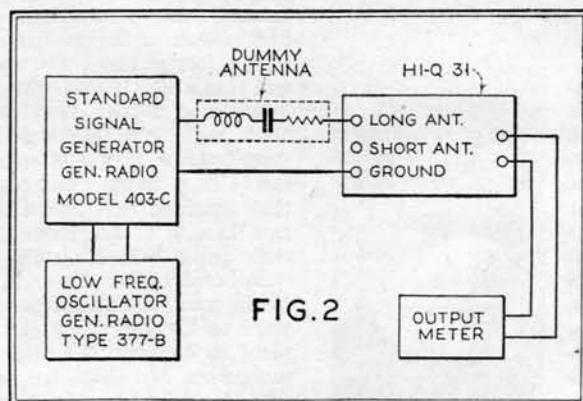 DUMMY
ANTENNA
HI-Q 31
STANDARD
SIGNAL
GENERATOR
GEN. RADIO
MODEL 403-C
LONG ANT.
SHORT ANT.
GROUND
LOW FREQ.
OSCILLATOR
GEN. RADIO
TYPE 377-B
FIG. 2
OUTPUT
METER